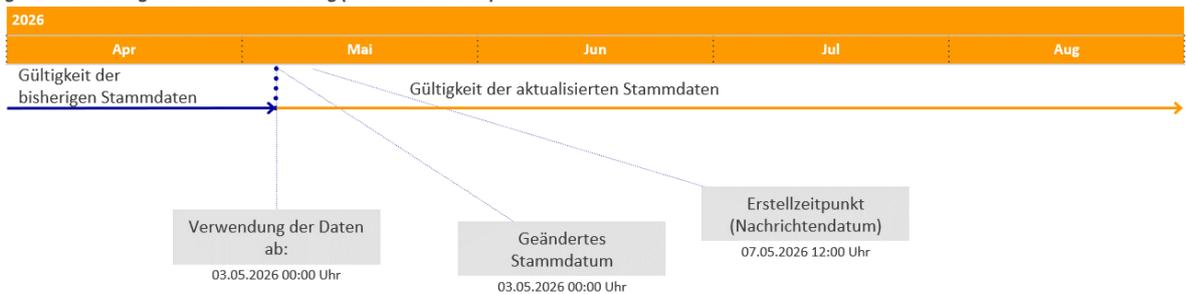 2026
Apr
Mai
Jun
Jul
Aug
Gültigkeit der
bisherigen Stammdaten
Gültigkeit der aktualisierten Stammdaten
Verwendung der Daten
ab:
03.05.2026 00:00 Uhr
Geändertes
Stammdatum
03.05.2026 00:00 Uhr
Erstellzeitpunkt
(Nachrichtendatum)
07.05.2026 12:00 Uhr